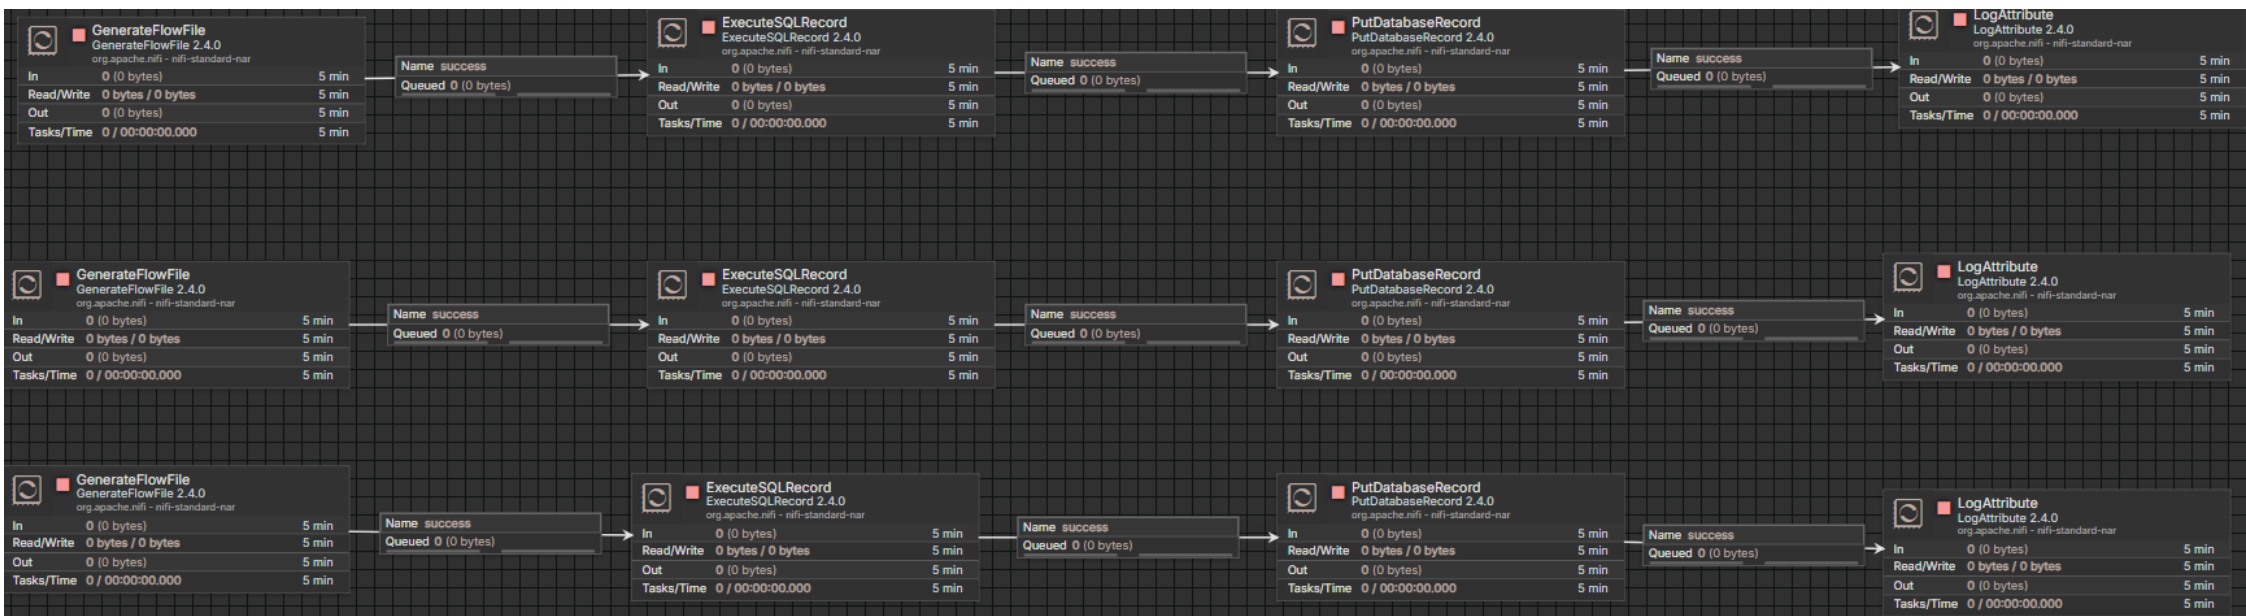 GenerateFlowFile
GenerateFlowFile 2.4.0
org.apache.nifi - nifi-standard-nar
In 0 (0 bytes) 5 min
Read/Write 0 bytes / 0 bytes
Out 0 (0 bytes) 5 min
Tasks/Time 0 / 00:00:00.000 5 min
Name success
Queued 0 (0 bytes)
ExecuteSQLRecord
ExecuteSQLRecord 2.4.0
org.apache.nifi - nifi-standard-nar
In 0 (0 bytes) 5 min
Read/Write 0 bytes / 0 bytes 5 min
Out 0 (0 bytes) 5 min
Tasks/Time 0 / 00:00:00.000 5 min
Name success
Queued 0 (0 bytes)
PutDatabaseRecord
PutDatabaseRecord 2.4.0
org.apache.nifi - nifi-standard-nar
In 0 (0 bytes) 5 min
Read/Write 0 bytes / 0 bytes 5 min
Out 0 (0 bytes) 5 min
Tasks/Time 0 / 00:00:00.000 5 min
Name success
Queued 0 (0 bytes)
LogAttribute
LogAttribute 2.4.0
org.apache.nifi - nifi-standard-nar
In 0 (0 bytes) 5 min
Read/Write 0 bytes / 0 bytes 5 min
Out 0 (0 bytes) 5 min
Tasks/Time 0 / 00:00:00.000 5 min
GenerateFlowFile
GenerateFlowFile 2.4.0
org.apache.nifi - nifi-standard-nar
In 0 (0 bytes) 5 min
Read/Write 0 bytes / 0 bytes 5 min
Out 0 (0 bytes) 5 min
Tasks/Time 0 / 00:00:00.000 5 min
Name success
Queued 0 (0 bytes)
ExecuteSQLRecord
ExecuteSQLRecord 2.4.0
org.apache.nifi - nifi-standard-nar
In 0 (0 bytes) 5 min
Read/Write 0 bytes / 0 bytes 5 min
Out 0 (0 bytes) 5 min
Tasks/Time 0 / 00:00:00.000 5 min
Name success
Queued 0 (0 bytes)
PutDatabaseRecord
PutDatabaseRecord 2.4.0
org.apache.nifi - nifi-standard-nar
In 0 (0 bytes) 5 min
Read/Write 0 bytes / 0 bytes 5 min
Out 0 (0 bytes) 5 min
Tasks/Time 0 / 00:00:00.000 5 min
Name success
Queued 0 (0 bytes)
LogAttribute
LogAttribute 2.4.0
org.apache.nifi - nifi-standard-nar
In 0 (0 bytes) 5 min
Read/Write 0 bytes / 0 bytes 5 min
Out 0 (0 bytes) 5 min
Tasks/Time 0 / 00:00:00.000 5 min
GenerateFlowFile
GenerateFlowFile 2.4.0
org.apache.nifi - nifi-standard-nar
In 0 (0 bytes) 5 min
Read/Write 0 bytes / 0 bytes 5 min
Out 0 (0 bytes) 5 min
Tasks/Time 0 / 00:00:00.000 5 min
Name success
Queued 0 (0 bytes)
ExecuteSQLRecord
ExecuteSQLRecord 2.4.0
org.apache.nifi - nifi-standard-nar
In 0 (0 bytes) 5 min
Read/Write 0 bytes / 0 bytes 5 min
Out 0 (0 bytes) 5 min
Tasks/Time 0 / 00:00:00.000 5 min
Name success
Queued 0 (0 bytes)
PutDatabaseRecord
PutDatabaseRecord 2.4.0
org.apache.nifi - nifi-standard-nar
In 0 (0 bytes) 5 min
Read/Write 0 bytes / 0 bytes 5 min
Out 0 (0 bytes) 5 min
Tasks/Time 0 / 00:00:00.000 5 min
Name success
Queued 0 (0 bytes)
LogAttribute
LogAttribute 2.4.0
org.apache.nifi - nifi-standard-nar
In 0 (0 bytes) 5 min
Read/Write 0 bytes / 0 bytes 5 min
Out 0 (0 bytes) 5 min
Tasks/Time 0 / 00:00:00.000 5 min